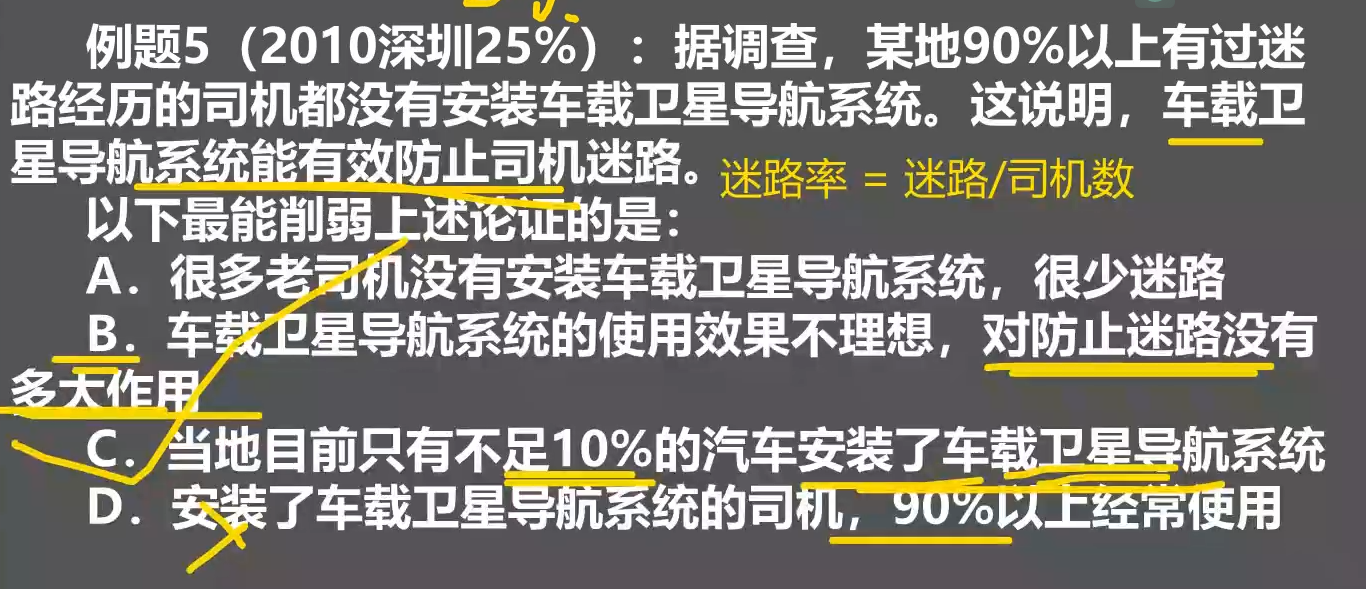 例题5（2010深圳25%）：据调查，某地90%以上有过迷
路经历的司机都没有安装车载卫星导航系统。这说明，车载卫
星导航系统能有效防止司机迷路。
迷路率 = 迷路/司机数
以下最能削弱上述论证的是：
A．很多老司机没有安装车载卫星导航系统，很少迷路
B．车载卫星导航系统的使用效果不理想，对防止迷路没有
多大作用
C．当地目前只有不足10%的汽车安装了车载卫星导航系统
D．安装了车载卫星导航系统的司机，90%以上经常使用